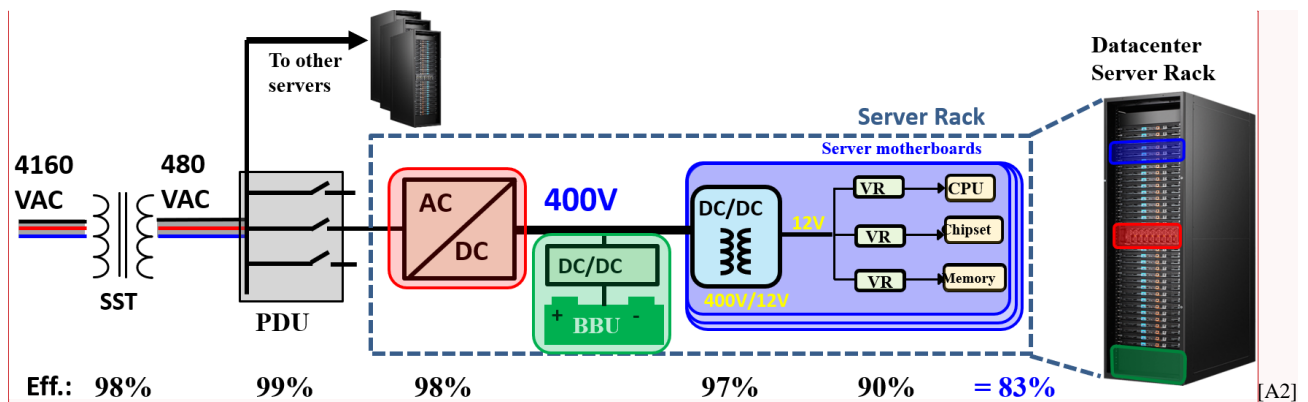 To other
servers
Datacenter
Server Rack
Server Rack
Server motherboards
4160
VAC
480
VAC
SST
PDU
AC
DC
400V
DC/DC
+ BBU -
DC/DC
400V/12V
12V
VR
CPU
VR
Chipset
VR
Memory
Eff.: 98% 99% 98% 97% 90% = 83%
[A2]